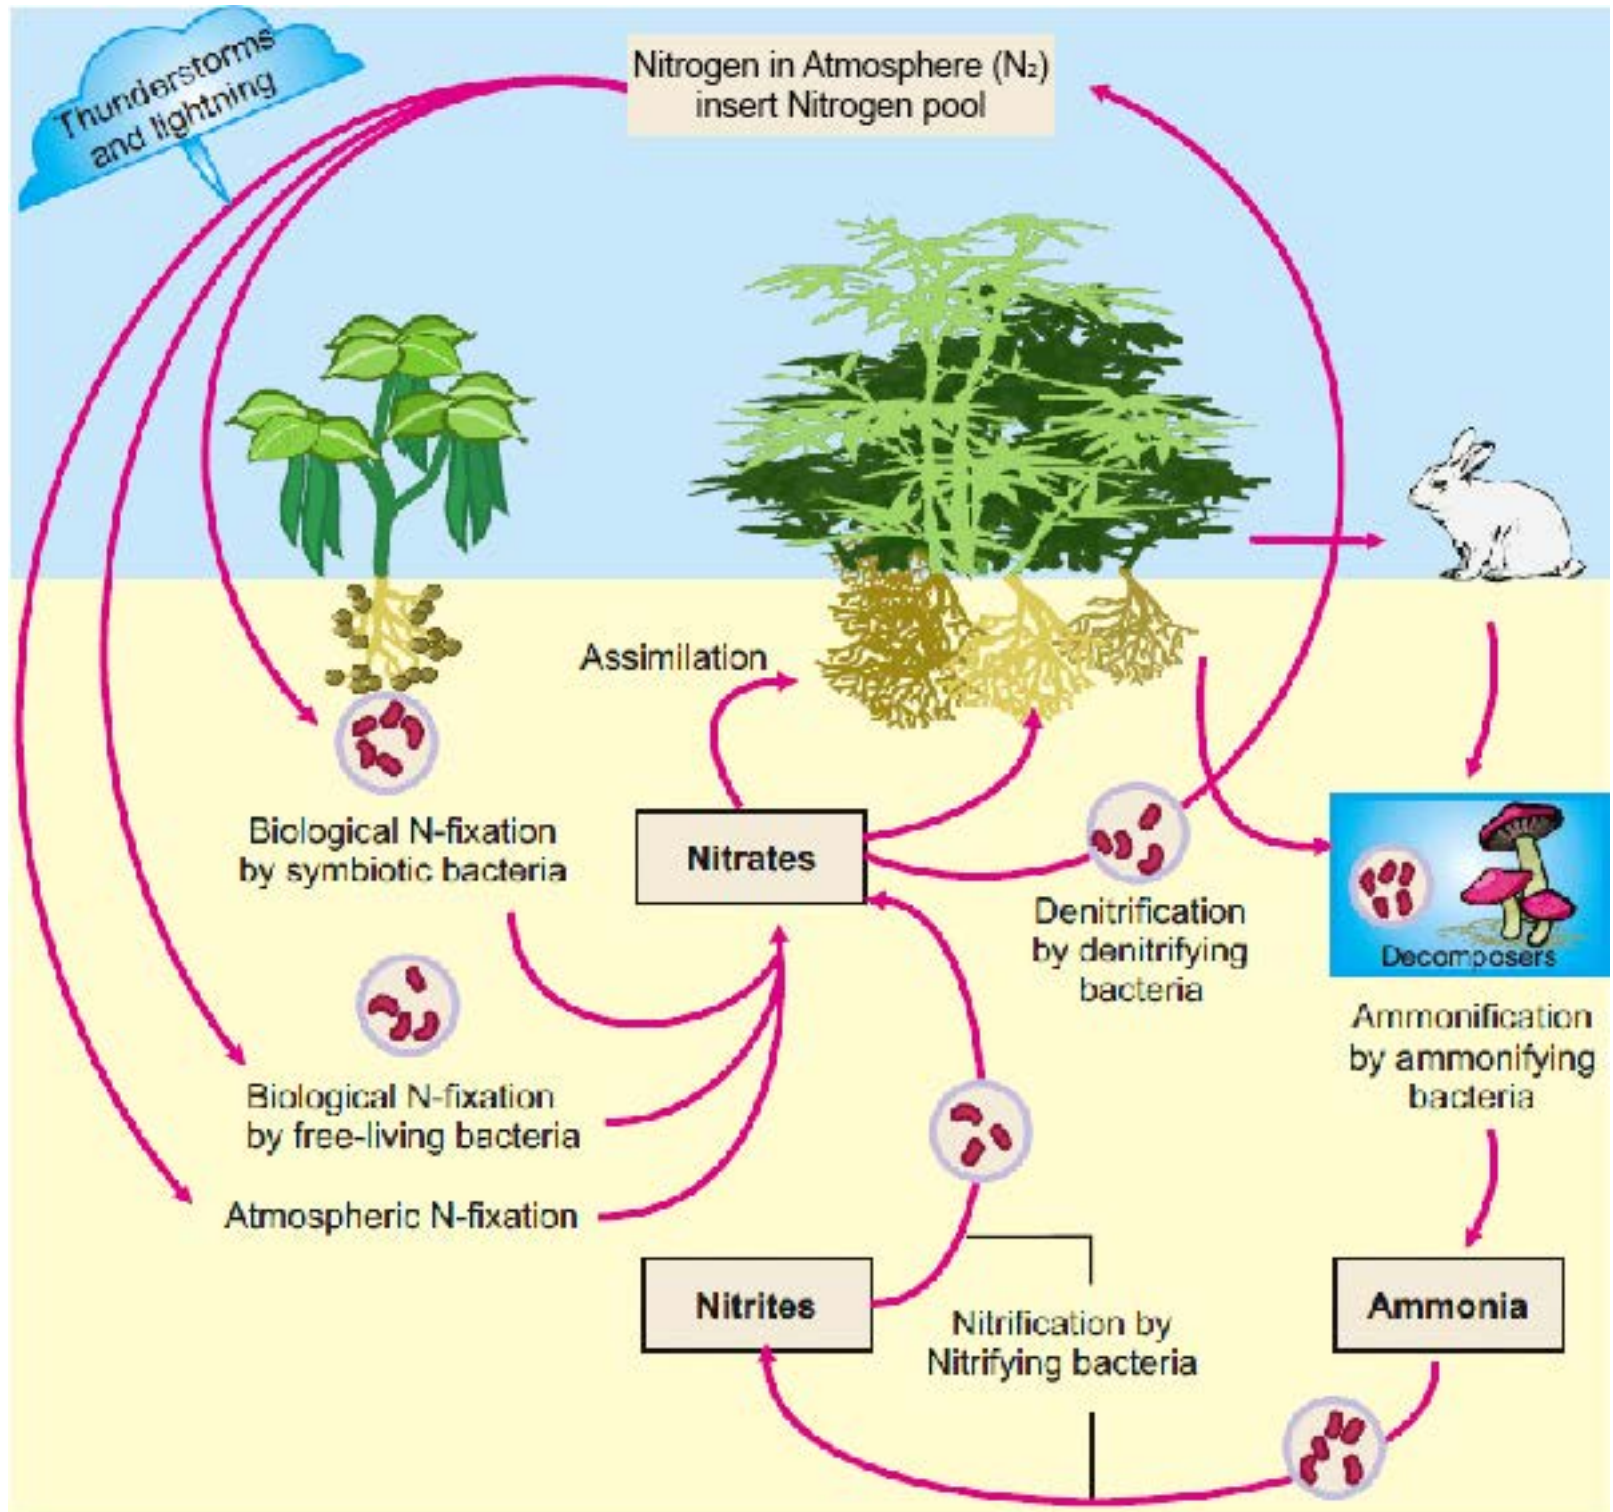 Thunderstorms
and lightning
Nitrogen in Atmosphere (N₂)
insert Nitrogen pool
Assimilation
Biological N-fixation
by symbiotic bacteria
Nitrates
Denitrification
by denitrifying
bacteria
Decomposers
Ammonification
by ammonifying
bacteria
Biological N-fixation
by free-living bacteria
Atmospheric N-fixation
Nitrites
Nitrification by
Nitrifying bacteria
Ammonia